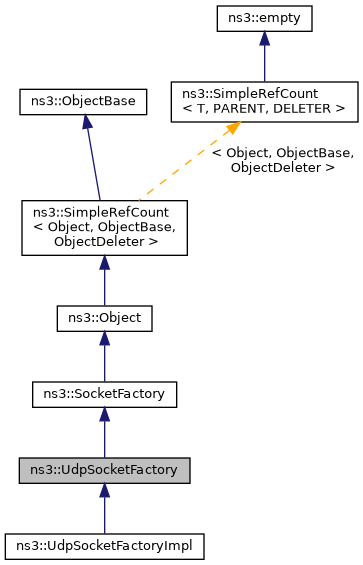 ns3::empty
ns3::ObjectBase
ns3::SimpleRefCount
< T, PARENT, DELETER >
< Object, ObjectBase,
ObjectDeleter >
ns3::SimpleRefCount
< Object, ObjectBase,
ObjectDeleter >
ns3::Object
ns3::SocketFactory
ns3::UdpSocketFactory
ns3::UdpSocketFactoryImpl